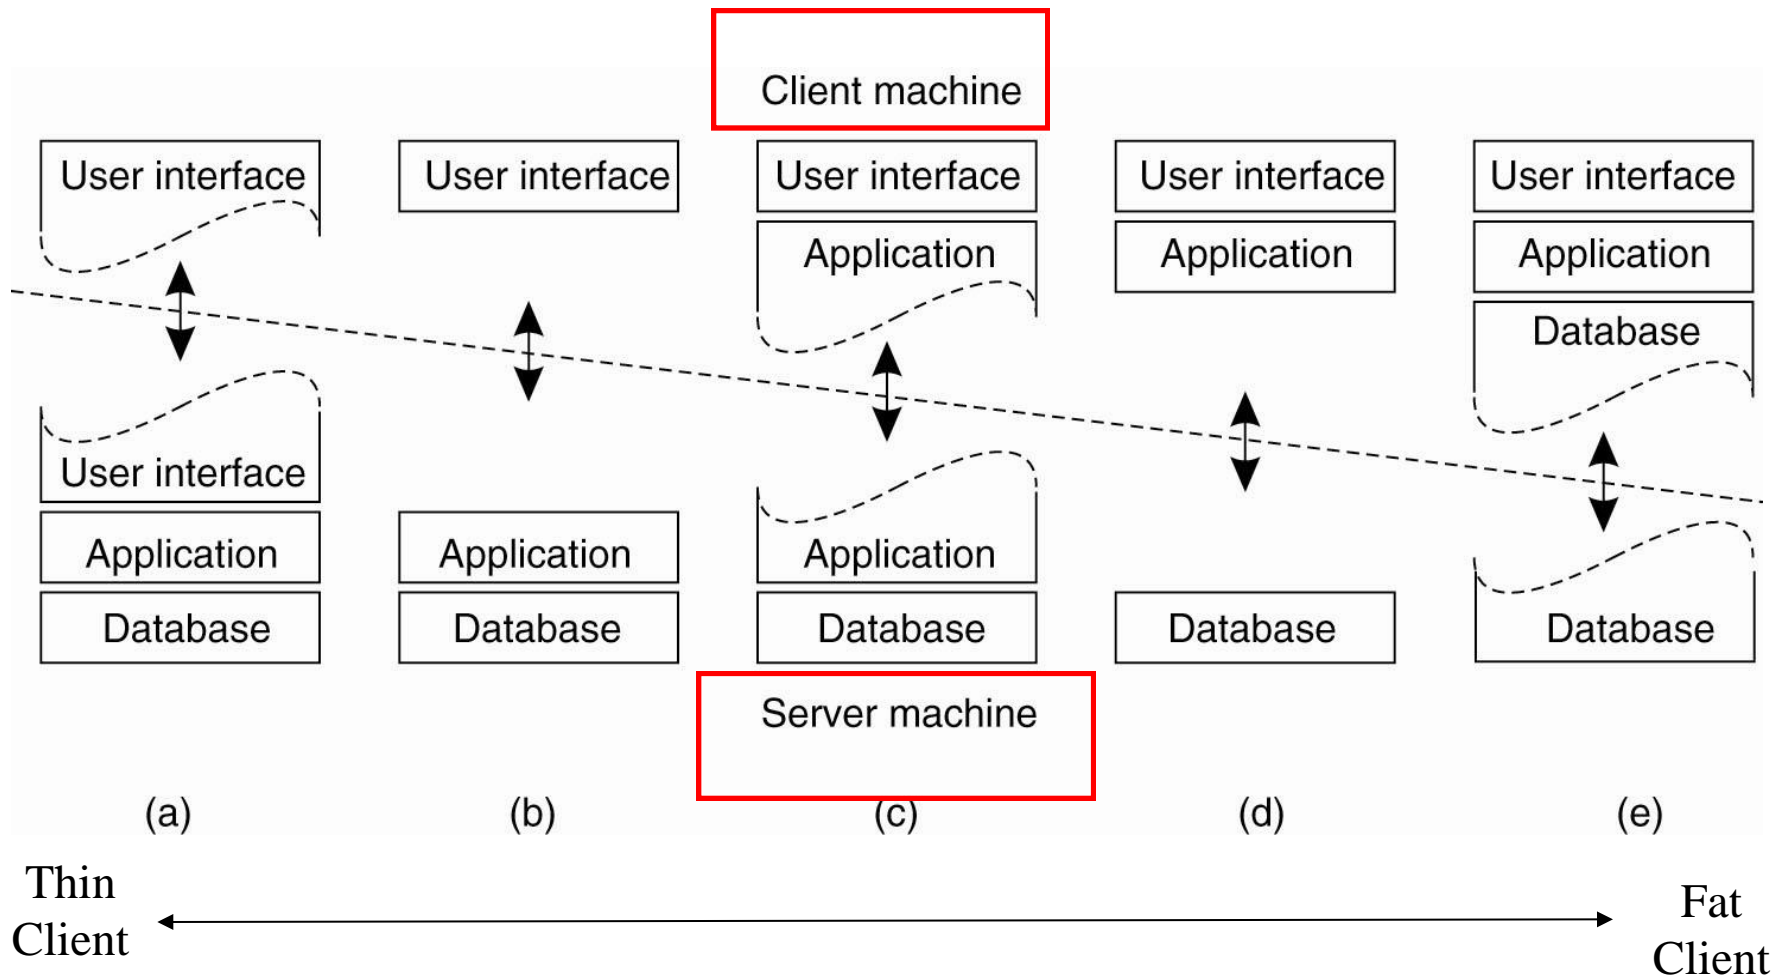 Client machine
User interface
User interface
User interface
User interface
User interface
Application
Application
Application
Database
User interface
Application
Application
Application
Database
Database
Database
Database
Database
Server machine
(a)
(b)
(c)
(d)
(e)
Thin
Client
Fat
Client